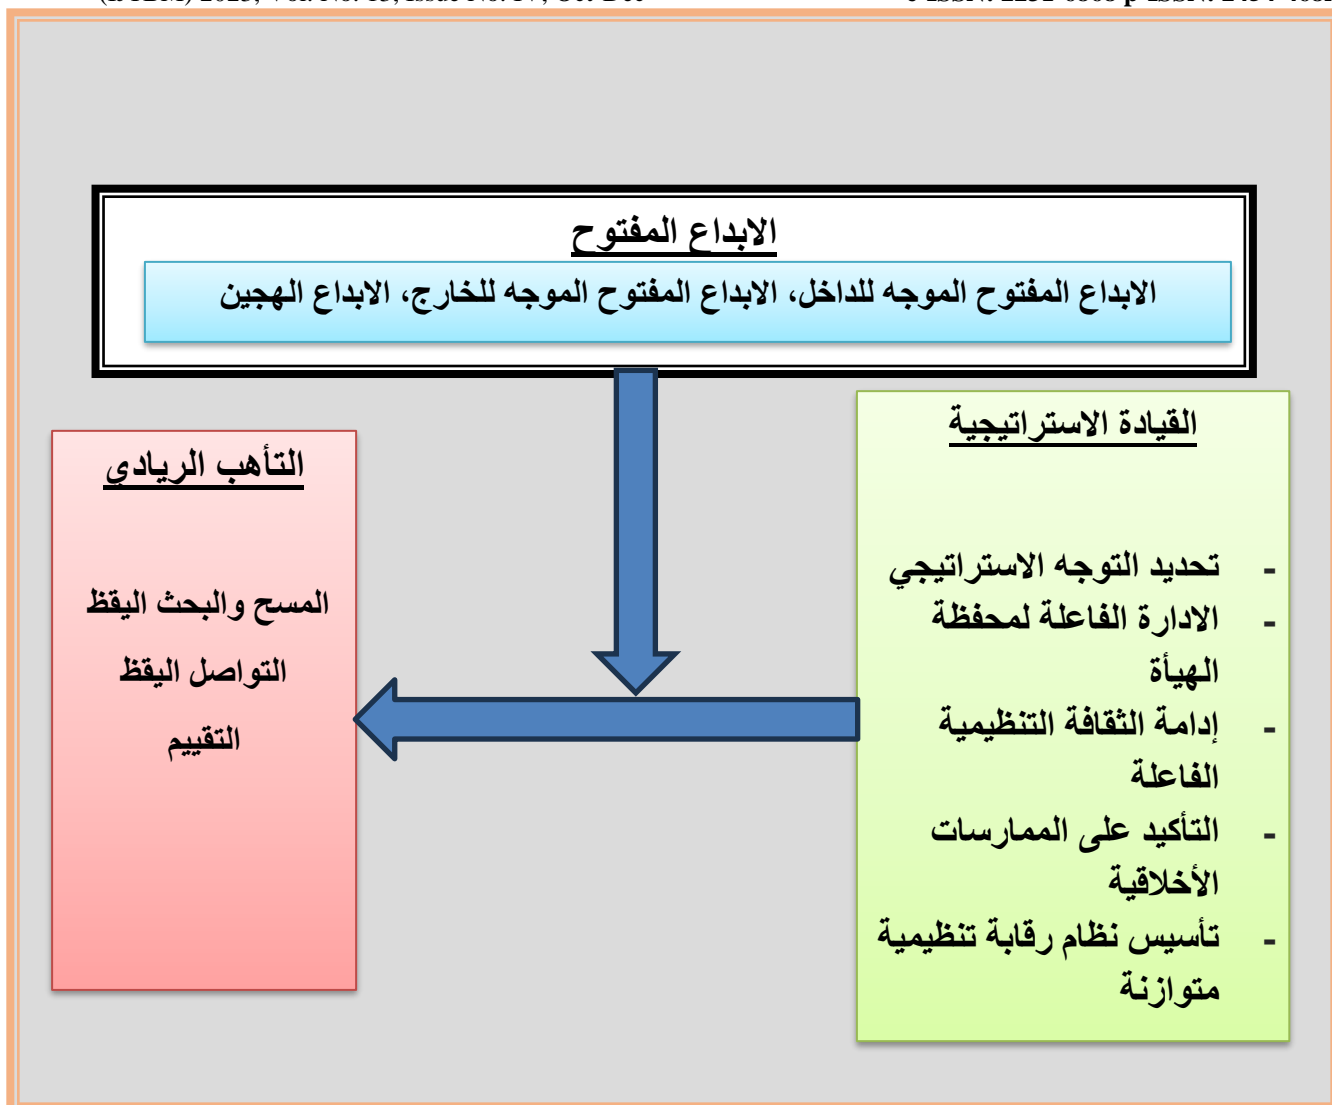 الابداع المفتوح
الابداع المفتوح الموجه للداخل، الابداع المفتوح الموجه للخارج، الابداع الهجين
القيادة الاستراتيجية
- تحديد التوجه الاستراتيجي
- الادارة الفاعلة لمحفظة
الهيأة
- إدامة الثقافة التنظيمية
الفاعلة
- التأكيد على الممارسات
الأخلاقية
- تأسيس نظام رقابة تنظيمية
متوازنة
التأهب الريادي
المسح والبحث اليقظ
التواصل اليقظ
التقييم